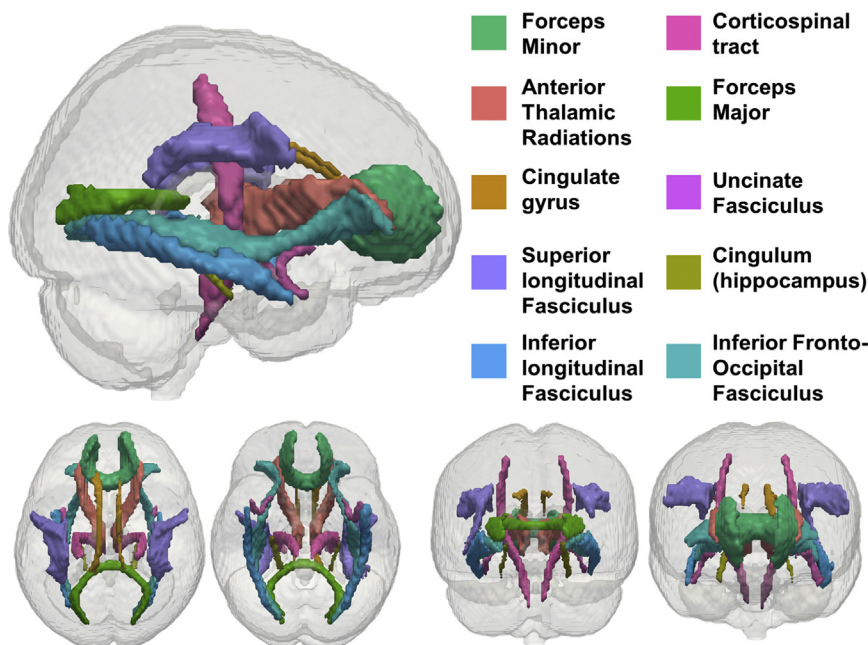 Forceps
Minor
Corticospinal
tract
Anterior
Thalamic
Radiations
Forceps
Major
Cingulate
gyrus
Uncinate
Fasciculus
Superior
longitudinal
Fasciculus
Cingulum
(hippocampus)
Inferior
longitudinal
Fasciculus
Inferior Fronto-
Occipital
Fasciculus